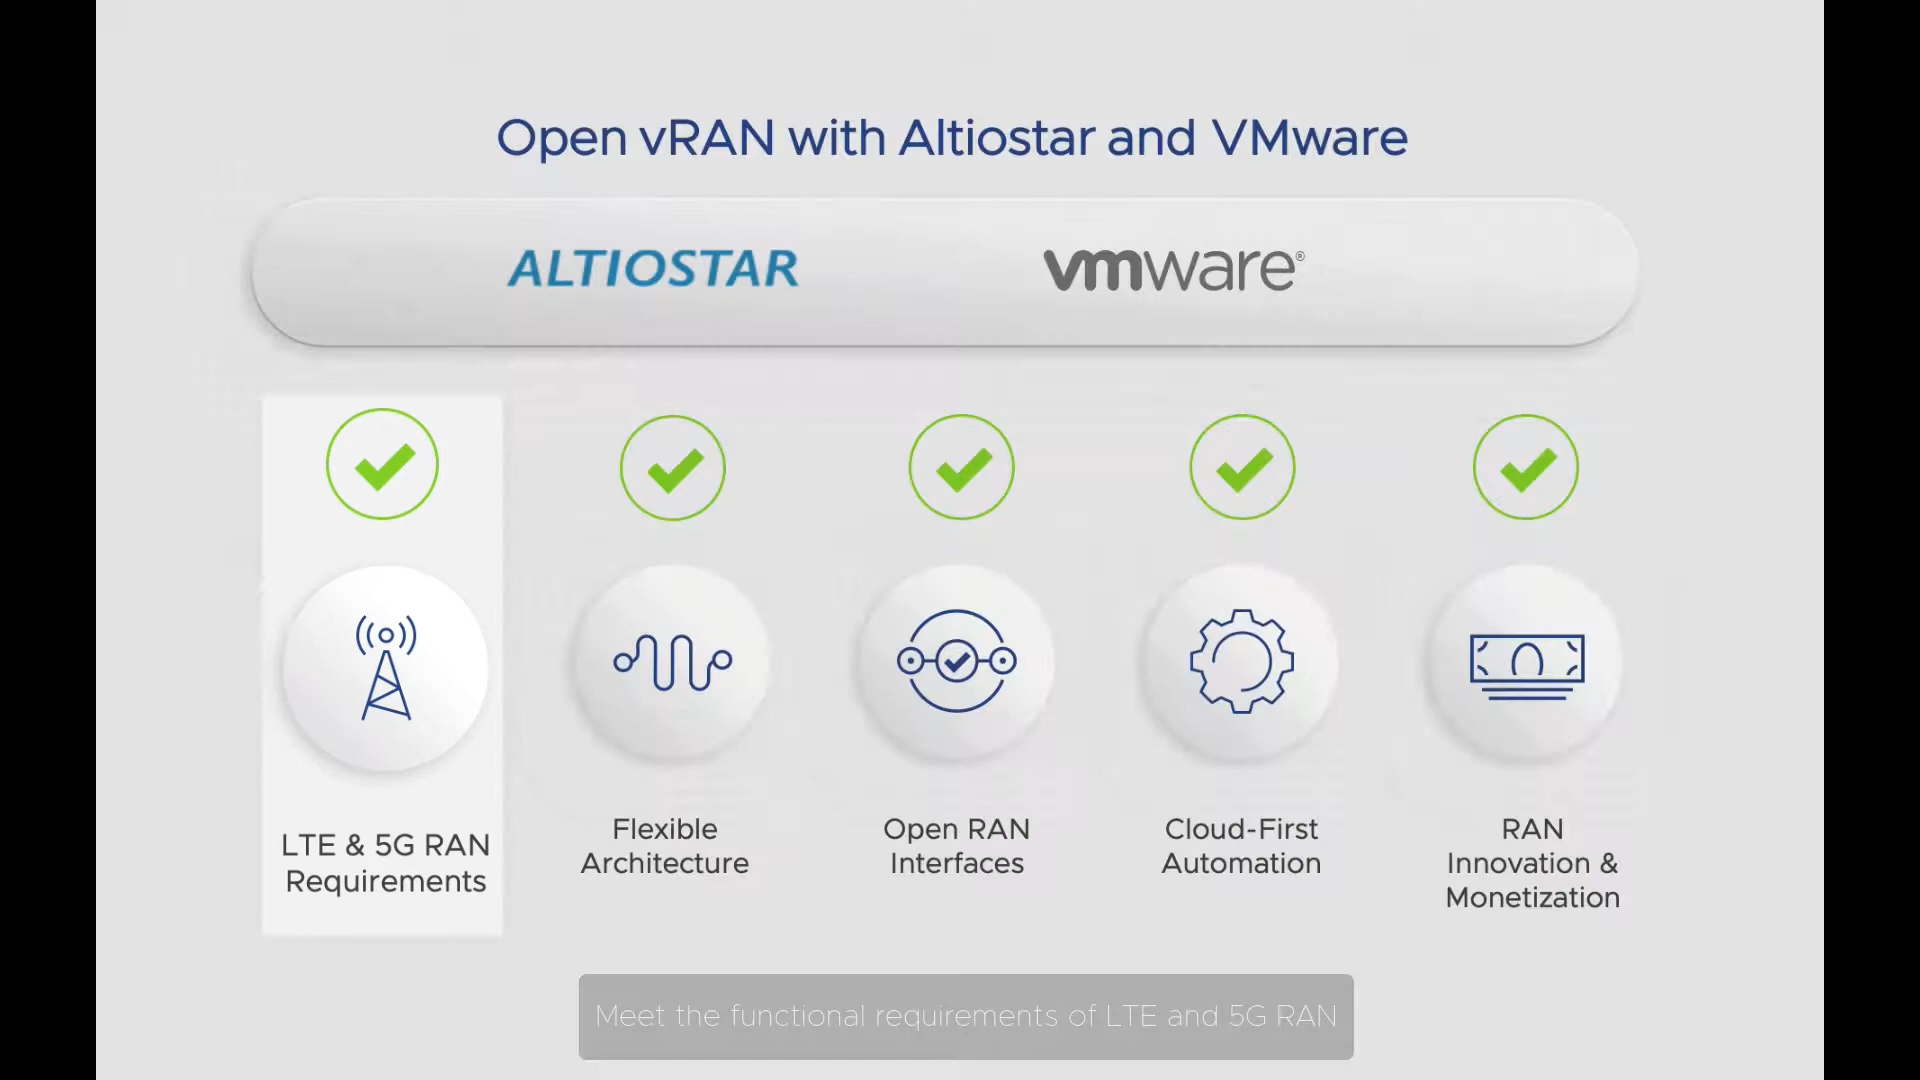 Open vRAN with Altiostar and VMware
ALTIOSTAR
vmware®
LTE & 5G RAN
Requirements
Flexible
Architecture
Open RAN
Interfaces
Cloud-First
Automation
RAN
Innovation &
Monetization
Meet the functional requirements of LTE and 5G RAN